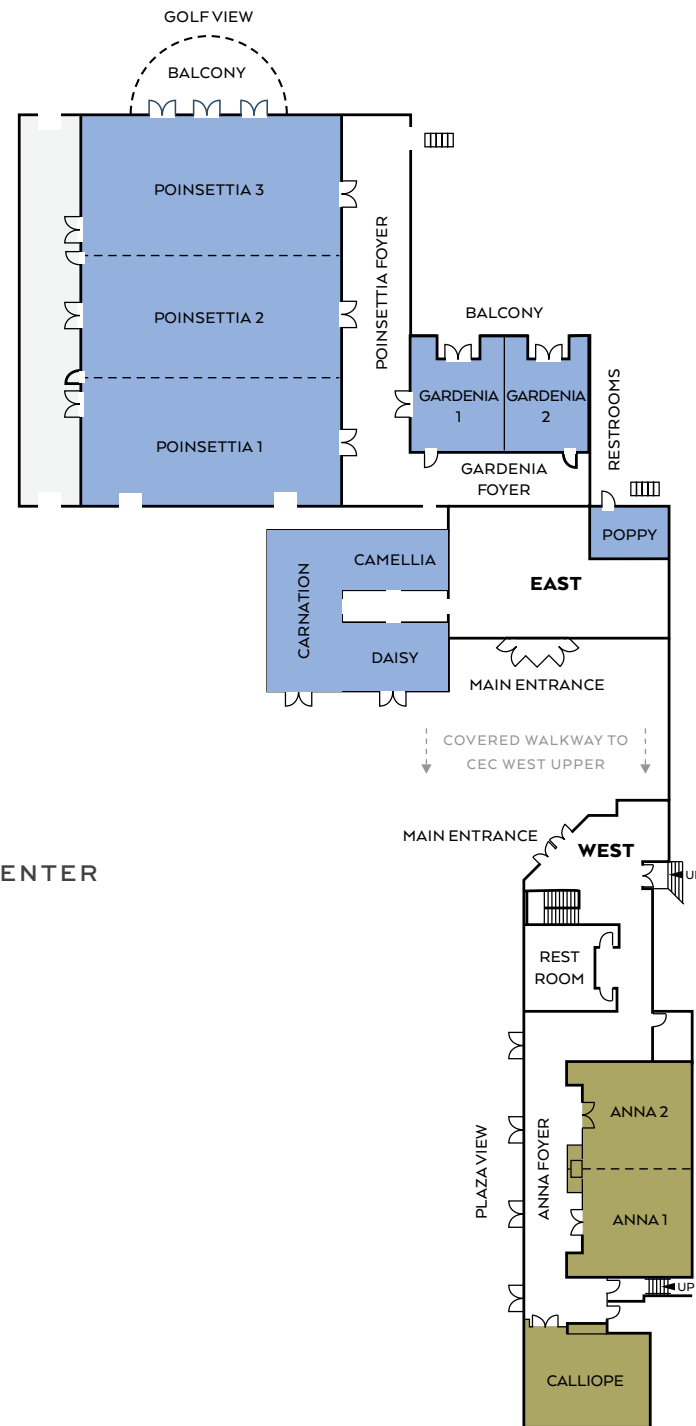 GOLF VIEW
BALCONY
POINSETTIA 3
POINSETTIA FOYER
POINSETTIA 2
BALCONY
GARDENIA
1
GARDENIA
2
RESTROOMS
POINSETTIA 1
GARDENIA
FOYER
POPPY
CAMELLIA
EAST
CARNATION
DAISY
MAIN ENTRANCE
COVERED WALKWAY TO
CEC WEST UPPER
MAIN ENTRANCE
WEST
ENTER
REST
ROOM
ANNA 2
PLAZA VIEW
ANNA FOYER
ANNA 1
UP
CALLIOPE